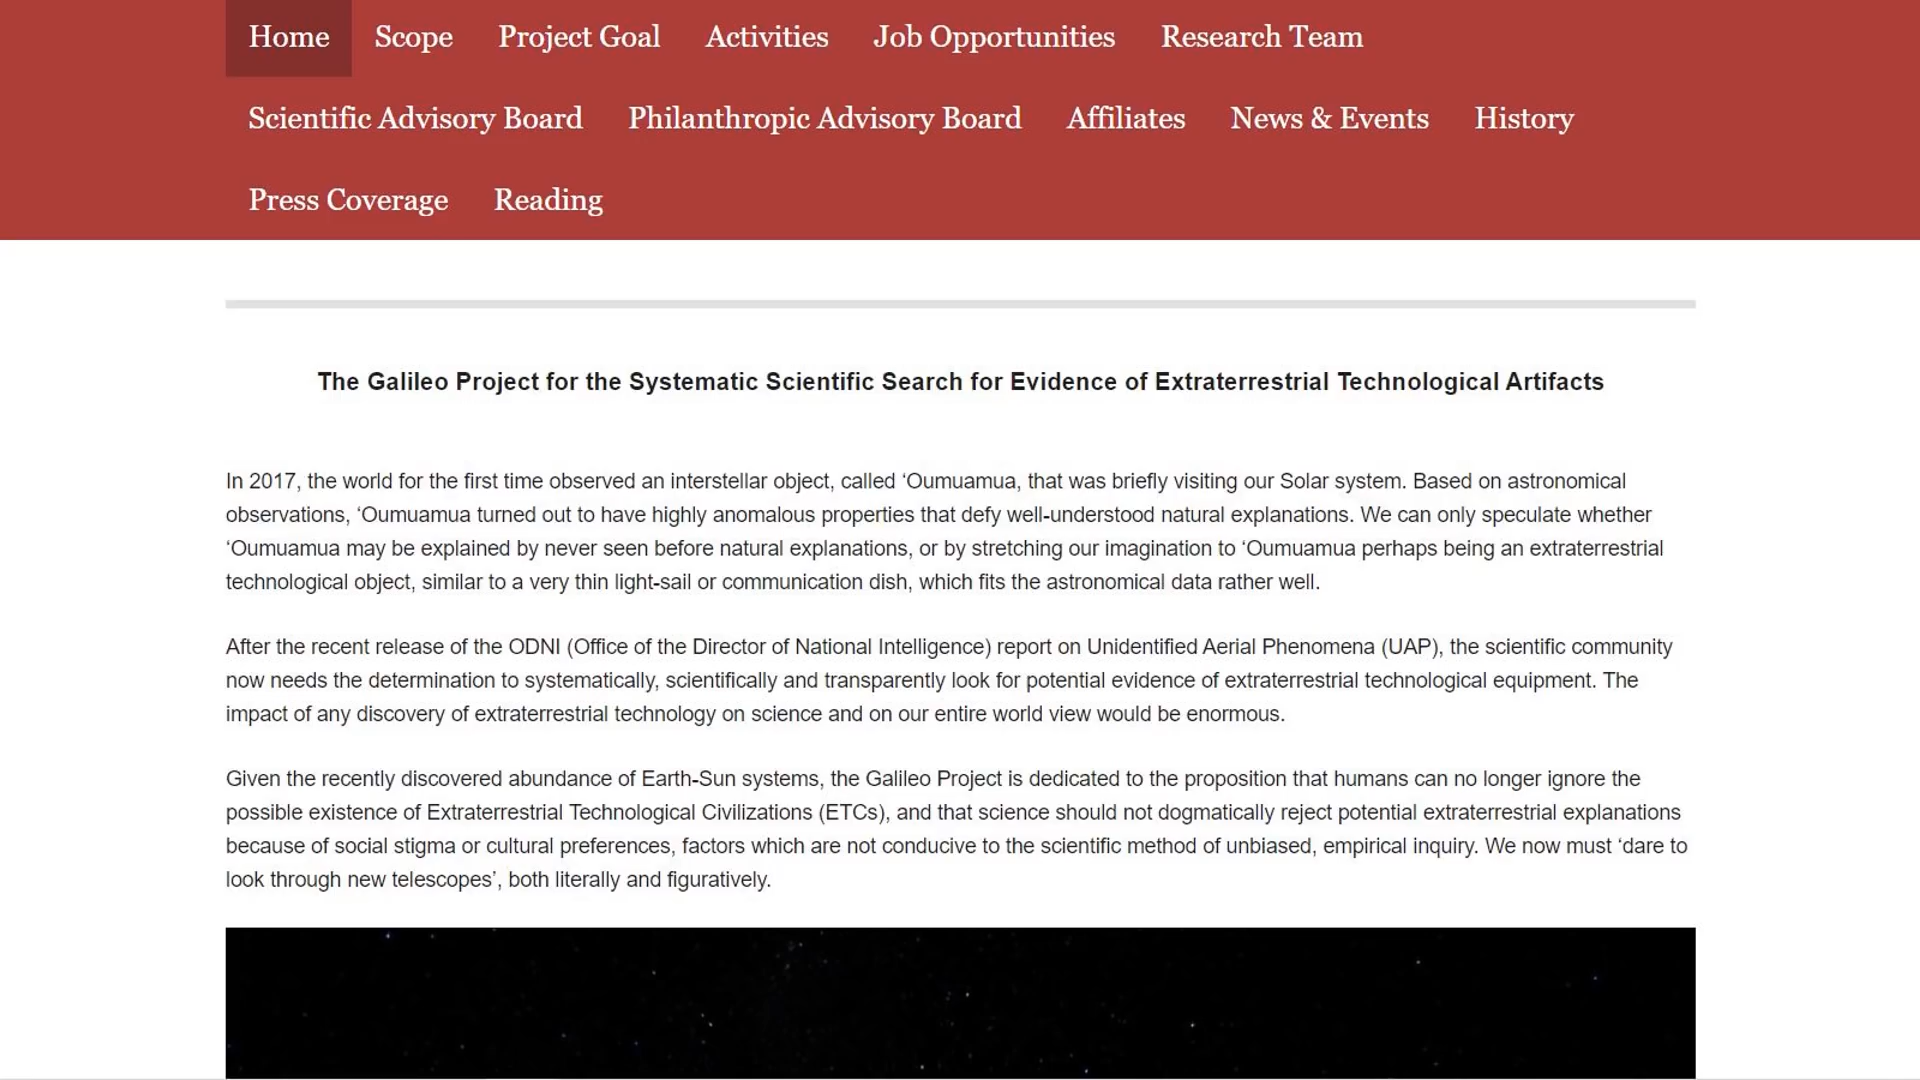 Home Scope Project Goal Activities Job Opportunities Research Team
Scientific Advisory Board Philanthropic Advisory Board Affiliates News & Events History
Press Coverage Reading
The Galileo Project for the Systematic Scientific Search for Evidence of Extraterrestrial Technological Artifacts
In 2017, the world for the first time observed an interstellar object, called ‘Oumuamua, that was briefly visiting our Solar system. Based on astronomical
observations, ‘Oumuamua turned out to have highly anomalous properties that defy well-understood natural explanations. We can only speculate whether
‘Oumuamua may be explained by never seen before natural explanations, or by stretching our imagination to ‘Oumuamua perhaps being an extraterrestrial
technological object, similar to a very thin light-sail or communication dish, which fits the astronomical data rather well.
After the recent release of the ODNI (Office of the Director of National Intelligence) report on Unidentified Aerial Phenomena (UAP), the scientific community
now needs the determination to systematically, scientifically and transparently look for potential evidence of extraterrestrial technological equipment. The
impact of any discovery of extraterrestrial technology on science and on our entire world view would be enormous.
Given the recently discovered abundance of Earth-Sun systems, the Galileo Project is dedicated to the proposition that humans can no longer ignore the
possible existence of Extraterrestrial Technological Civilizations (ETCs), and that science should not dogmatically reject potential extraterrestrial explanations
because of social stigma or cultural preferences, factors which are not conducive to the scientific method of unbiased, empirical inquiry. We now must ‘dare to
look through new telescopes’, both literally and figuratively.